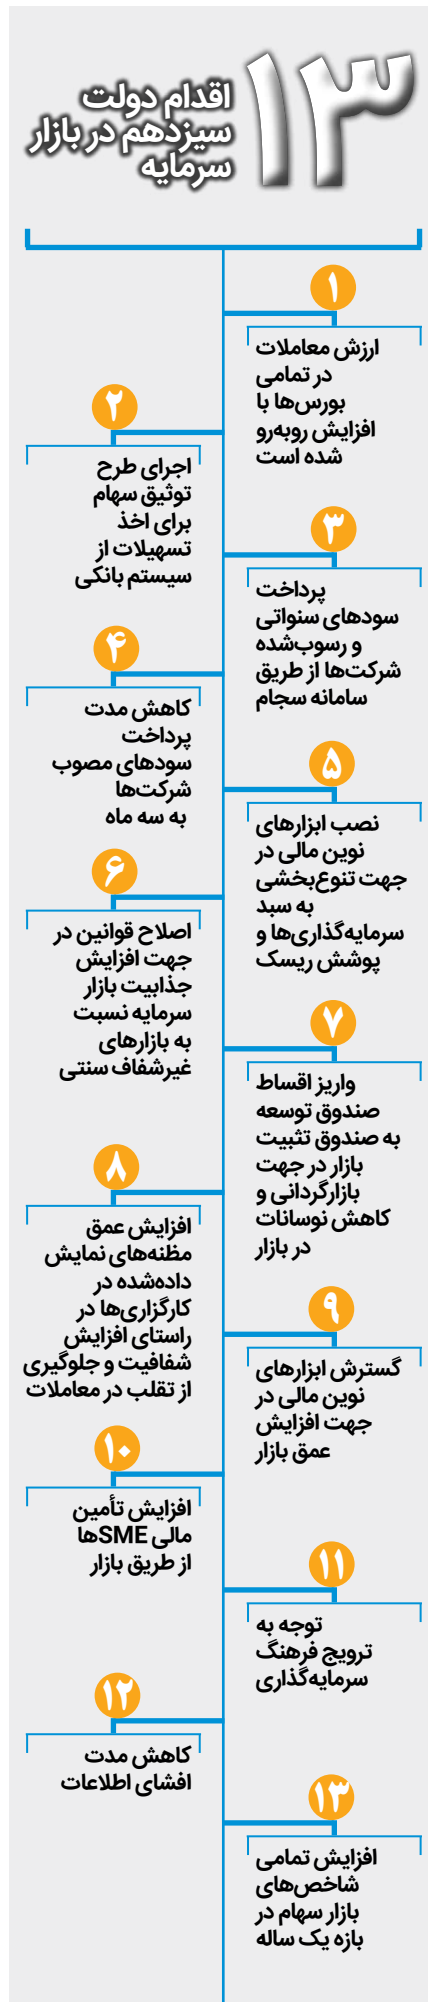 ۱۳
اقدام دولت
سیزدهم در بازار
سرمایه
۱
ارزش معاملات
در تمامی
بورس‌ها با
افزایش روبه‌رو
شده است
۲
اجرای طرح
توثیق سهام
برای اخذ
تسهیلات از
سیستم بانکی
۳
پرداخت
سودهای سنواتی
و رسوب‌شده
شرکت‌ها از طریق
سامانه سجام
۴
کاهش مدت
پرداخت
سودهای مصوب
شرکت‌ها
به سه ماه
۵
نصب ابزارهای
نوین مالی در
جهت تنوع‌بخشی
به سبد
سرمایه‌گذاری‌ها و
پوشش ریسک
۶
اصلاح قوانین در
جهت افزایش
جذابیت بازار
سرمایه نسبت
به بازارهای
غیرشفاف سنتی
۷
واریز اقساط
صندوق توسعه
به صندوق تثبیت
بازار در جهت
بازارگردانی و
کاهش نوسانات
در بازار
۸
افزایش عمق
مظنه‌های نمایش
داده‌شده در
کارگزاری‌ها در
راستای افزایش
شفافیت و جلوگیری
از تقلب در معاملات
۹
گسترش ابزارهای
نوین مالی در
جهت افزایش
عمق بازار
۱۰
افزایش تأمین
مالی SMEها
از طریق بازار
۱۱
توجه به
ترویج فرهنگ
سرمایه‌گذاری
۱۲
کاهش مدت
افشای اطلاعات
۱۳
افزایش تمامی
شاخص‌های
بازار سهام در
بازه یک ساله